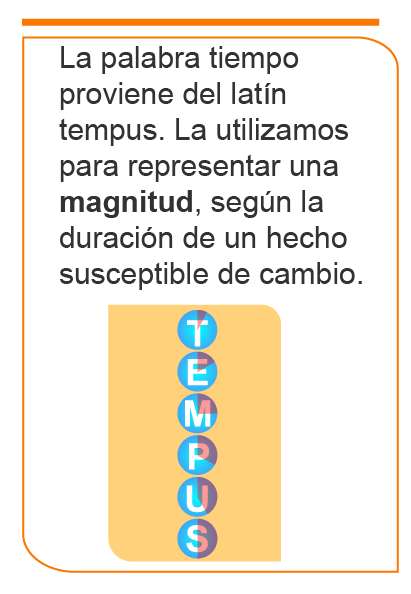 La palabra tiempo
proviene del latín
tempus. La utilizamos
para representar una
magnitud, según la
duración de un hecho
susceptible de cambio.
T
E
M
P
U
S